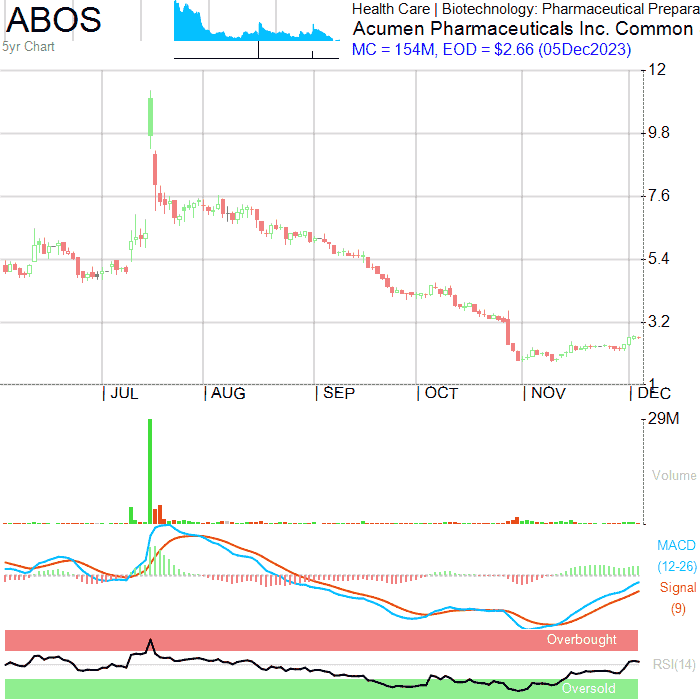 ABOS
5yr Chart
Health Care | Biotechnology: Pharmaceutical Prepara
Acumen Pharmaceuticals Inc. Common
MC = 154M, EOD = $2.66 (05Dec2023)
12
9.8
7.6
5.4
3.2
1
JUL AUG SEP OCT NOV DEC
29M
Volume
MACD
(12-26)
Signal
(9)
Overbought
RSI(14)
Oversold